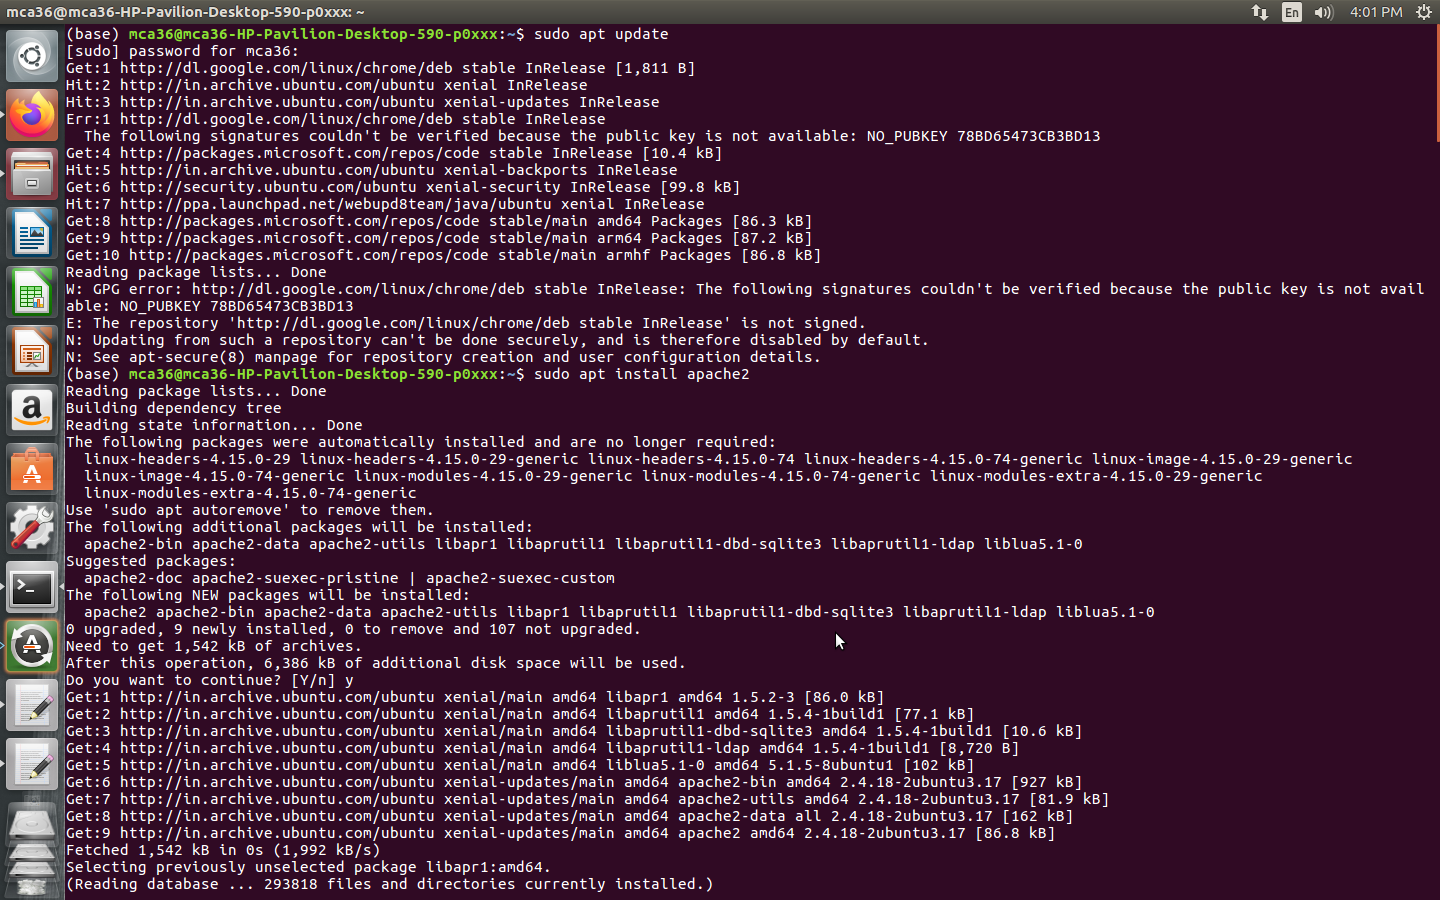 mca36@mca36-HP-Pavilion-Desktop-590-p0xxx: ~
En
4:01 PM
(base) mca36@mca36-HP-Pavilion-Desktop-590-p0xxx:~$ sudo apt update
[sudo] password for mca36:
Get:1 http://dl.google.com/linux/chrome/deb stable InRelease [1,811 B]
Hit:2 http://in.archive.ubuntu.com/ubuntu xenial InRelease
Hit:3 http://in.archive.ubuntu.com/ubuntu xenial-updates InRelease
Err:1 http://dl.google.com/linux/chrome/deb stable InRelease
  The following signatures couldn't be verified because the public key is not available: NO_PUBKEY 78BD65473CB3BD13
Get:4 http://packages.microsoft.com/repos/code stable InRelease [10.4 kB]
Hit:5 http://in.archive.ubuntu.com/ubuntu xenial-backports InRelease
Get:6 http://security.ubuntu.com/ubuntu xenial-security InRelease [99.8 kB]
Hit:7 http://ppa.launchpad.net/webupd8team/java/ubuntu xenial InRelease
Get:8 http://packages.microsoft.com/repos/code stable/main amd64 Packages [86.3 kB]
Get:9 http://packages.microsoft.com/repos/code stable/main arm64 Packages [87.2 kB]
Get:10 http://packages.microsoft.com/repos/code stable/main armhf Packages [86.8 kB]
Reading package lists... Done
W: GPG error: http://dl.google.com/linux/chrome/deb stable InRelease: The following signatures couldn't be verified because the public key is not avail
able: NO_PUBKEY 78BD65473CB3BD13
E: The repository 'http://dl.google.com/linux/chrome/deb stable InRelease' is not signed.
N: Updating from such a repository can't be done securely, and is therefore disabled by default.
N: See apt-secure(8) manpage for repository creation and user configuration details.
(base) mca36@mca36-HP-Pavilion-Desktop-590-p0xxx:~$ sudo apt install apache2
Reading package lists... Done
Building dependency tree
Reading state information... Done
The following packages were automatically installed and are no longer required:
  linux-headers-4.15.0-29 linux-headers-4.15.0-29-generic linux-headers-4.15.0-74 linux-headers-4.15.0-74-generic linux-image-4.15.0-29-generic
  linux-image-4.15.0-74-generic linux-modules-4.15.0-29-generic linux-modules-4.15.0-74-generic linux-modules-extra-4.15.0-29-generic
  linux-modules-extra-4.15.0-74-generic
Use 'sudo apt autoremove' to remove them.
The following additional packages will be installed:
  apache2-bin apache2-data apache2-utils libapr1 libaprutil1 libaprutil1-dbd-sqlite3 libaprutil1-ldap liblua5.1-0
Suggested packages:
  apache2-doc apache2-suexec-pristine | apache2-suexec-custom
The following NEW packages will be installed:
  apache2 apache2-bin apache2-data apache2-utils libapr1 libaprutil1 libaprutil1-dbd-sqlite3 libaprutil1-ldap liblua5.1-0
0 upgraded, 9 newly installed, 0 to remove and 107 not upgraded.
Need to get 1,542 kB of archives.
After this operation, 6,386 kB of additional disk space will be used.
Do you want to continue? [Y/n] y
Get:1 http://in.archive.ubuntu.com/ubuntu xenial/main amd64 libapr1 amd64 1.5.2-3 [86.0 kB]
Get:2 http://in.archive.ubuntu.com/ubuntu xenial/main amd64 libaprutil1 amd64 1.5.4-1build1 [77.1 kB]
Get:3 http://in.archive.ubuntu.com/ubuntu xenial/main amd64 libaprutil1-dbd-sqlite3 amd64 1.5.4-1build1 [10.6 kB]
Get:4 http://in.archive.ubuntu.com/ubuntu xenial/main amd64 libaprutil1-ldap amd64 1.5.4-1build1 [8,720 B]
Get:5 http://in.archive.ubuntu.com/ubuntu xenial/main amd64 liblua5.1-0 amd64 5.1.5-8ubuntu1 [102 kB]
Get:6 http://in.archive.ubuntu.com/ubuntu xenial-updates/main amd64 apache2-bin amd64 2.4.18-2ubuntu3.17 [927 kB]
Get:7 http://in.archive.ubuntu.com/ubuntu xenial-updates/main amd64 apache2-utils amd64 2.4.18-2ubuntu3.17 [81.9 kB]
Get:8 http://in.archive.ubuntu.com/ubuntu xenial-updates/main amd64 apache2-data all 2.4.18-2ubuntu3.17 [162 kB]
Get:9 http://in.archive.ubuntu.com/ubuntu xenial-updates/main amd64 apache2 amd64 2.4.18-2ubuntu3.17 [86.8 kB]
Fetched 1,542 kB in 0s (1,992 kB/s)
Selecting previously unselected package libapr1:amd64.
(Reading database ... 293818 files and directories currently installed.)